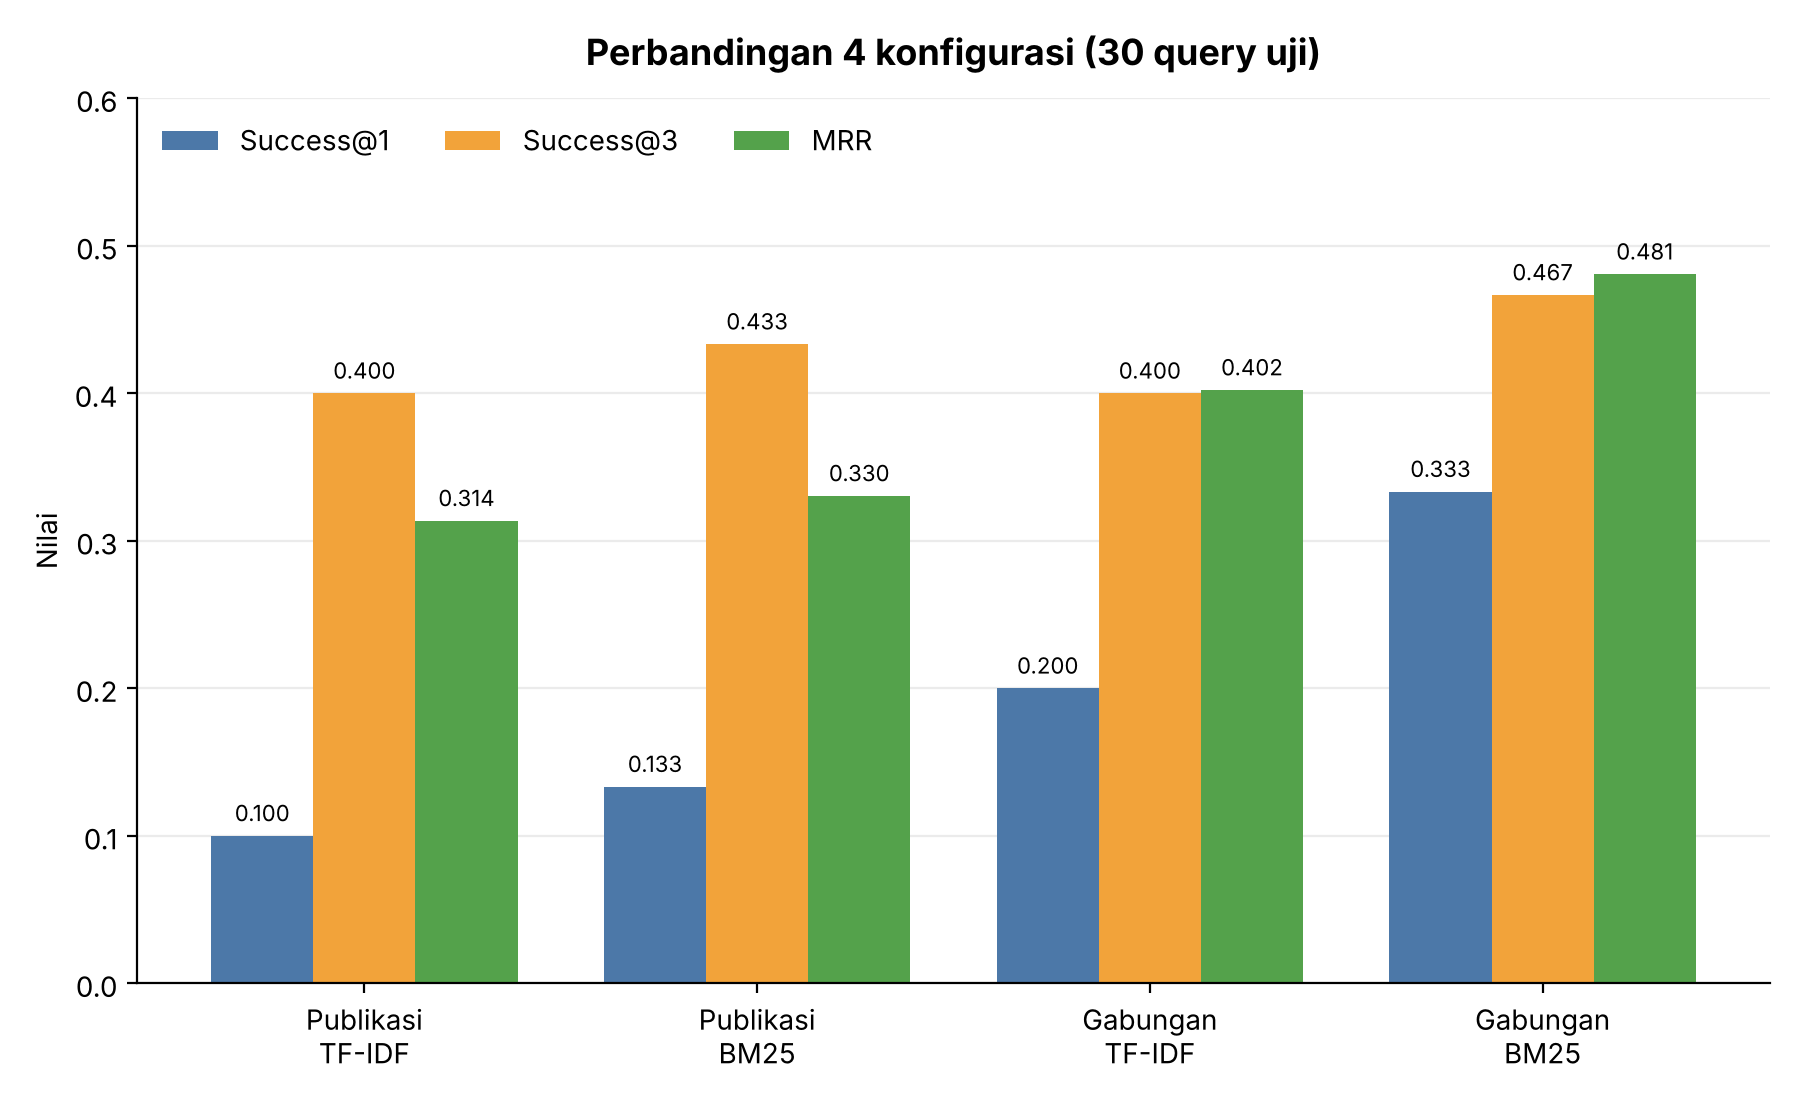 Perbandingan 4 konfigurasi (30 query uji)
Success@1 Success@3 MRR
Nilai
0.6
0.5
0.4
0.3
0.2
0.1
0.0
0.100
0.400
0.314
0.133
0.433
0.330
0.200
0.400
0.402
0.333
0.467
0.481
Publikasi
TF-IDF
Publikasi
BM25
Gabungan
TF-IDF
Gabungan
BM25